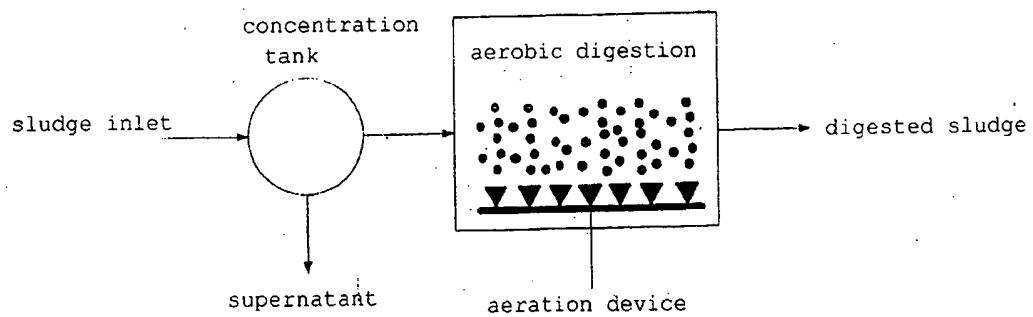 concentration
tank
aerobic digestion
sludge inlet
digested sludge
supernatant
aeration device